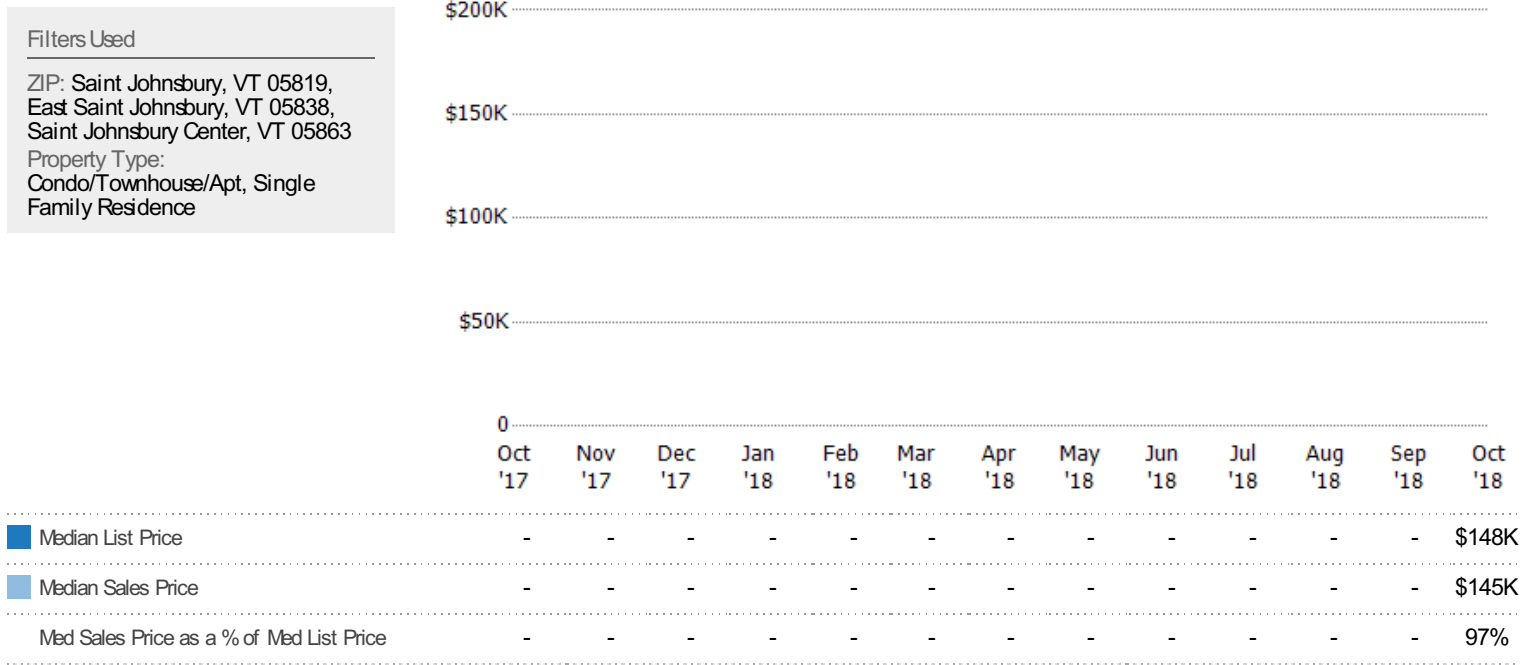 Filters Used
ZIP: Saint Johnsbury, VT 05819,
East Saint Johnsbury, VT 05838,
Saint Johnsbury Center, VT 05863
Property Type:
Condo/Townhouse/Apt, Single
Family Residence
$200K
$150K
$100K
$50K
0
Oct Nov Dec Jan Feb Mar Apr May Jun Jul Aug Sep Oct
'17 '17 '17 '18 '18 '18 '18 '18 '18 '18 '18 '18 '18
Median List Price - - - - - - - - - - - - $148K
Median Sales Price - - - - - - - - - - - - $145K
Med Sales Price as a % of Med List Price - - - - - - - - - - - - 97%